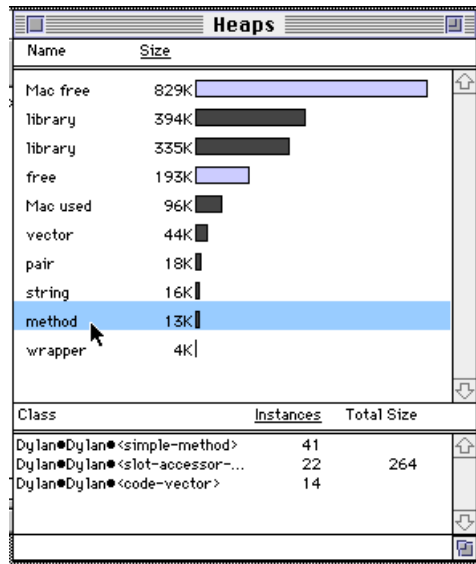 Heaps
Name Size
Mac free 829K
library 394K
library 335K
free 193K
Mac used 96K
vector 44K
pair 18K
string 16K
method 13K
wrapper 4K
Class Instances Total Size
Dylan●Dylan●<simple-method> 41
Dylan●Dylan●<slot-accessor-... 22 264
Dylan●Dylan●<code-vector> 14